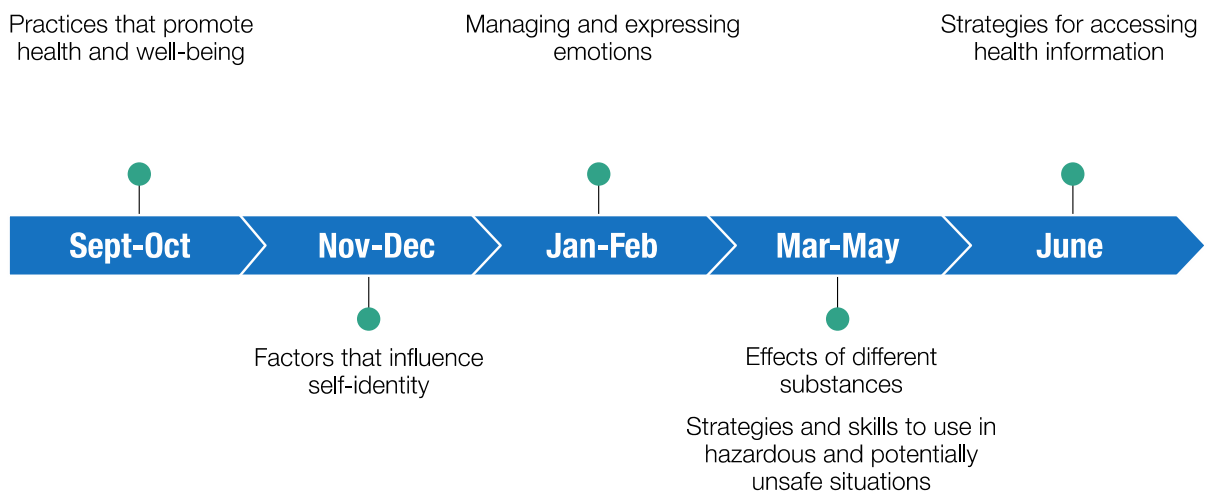 Practices that promote
health and well-being
Managing and expressing
emotions
Strategies for accessing
health information
Sept-Oct
Nov-Dec
Jan-Feb
Mar-May
June
Factors that influence
self-identity
Effects of different
substances
Strategies and skills to use in
hazardous and potentially
unsafe situations